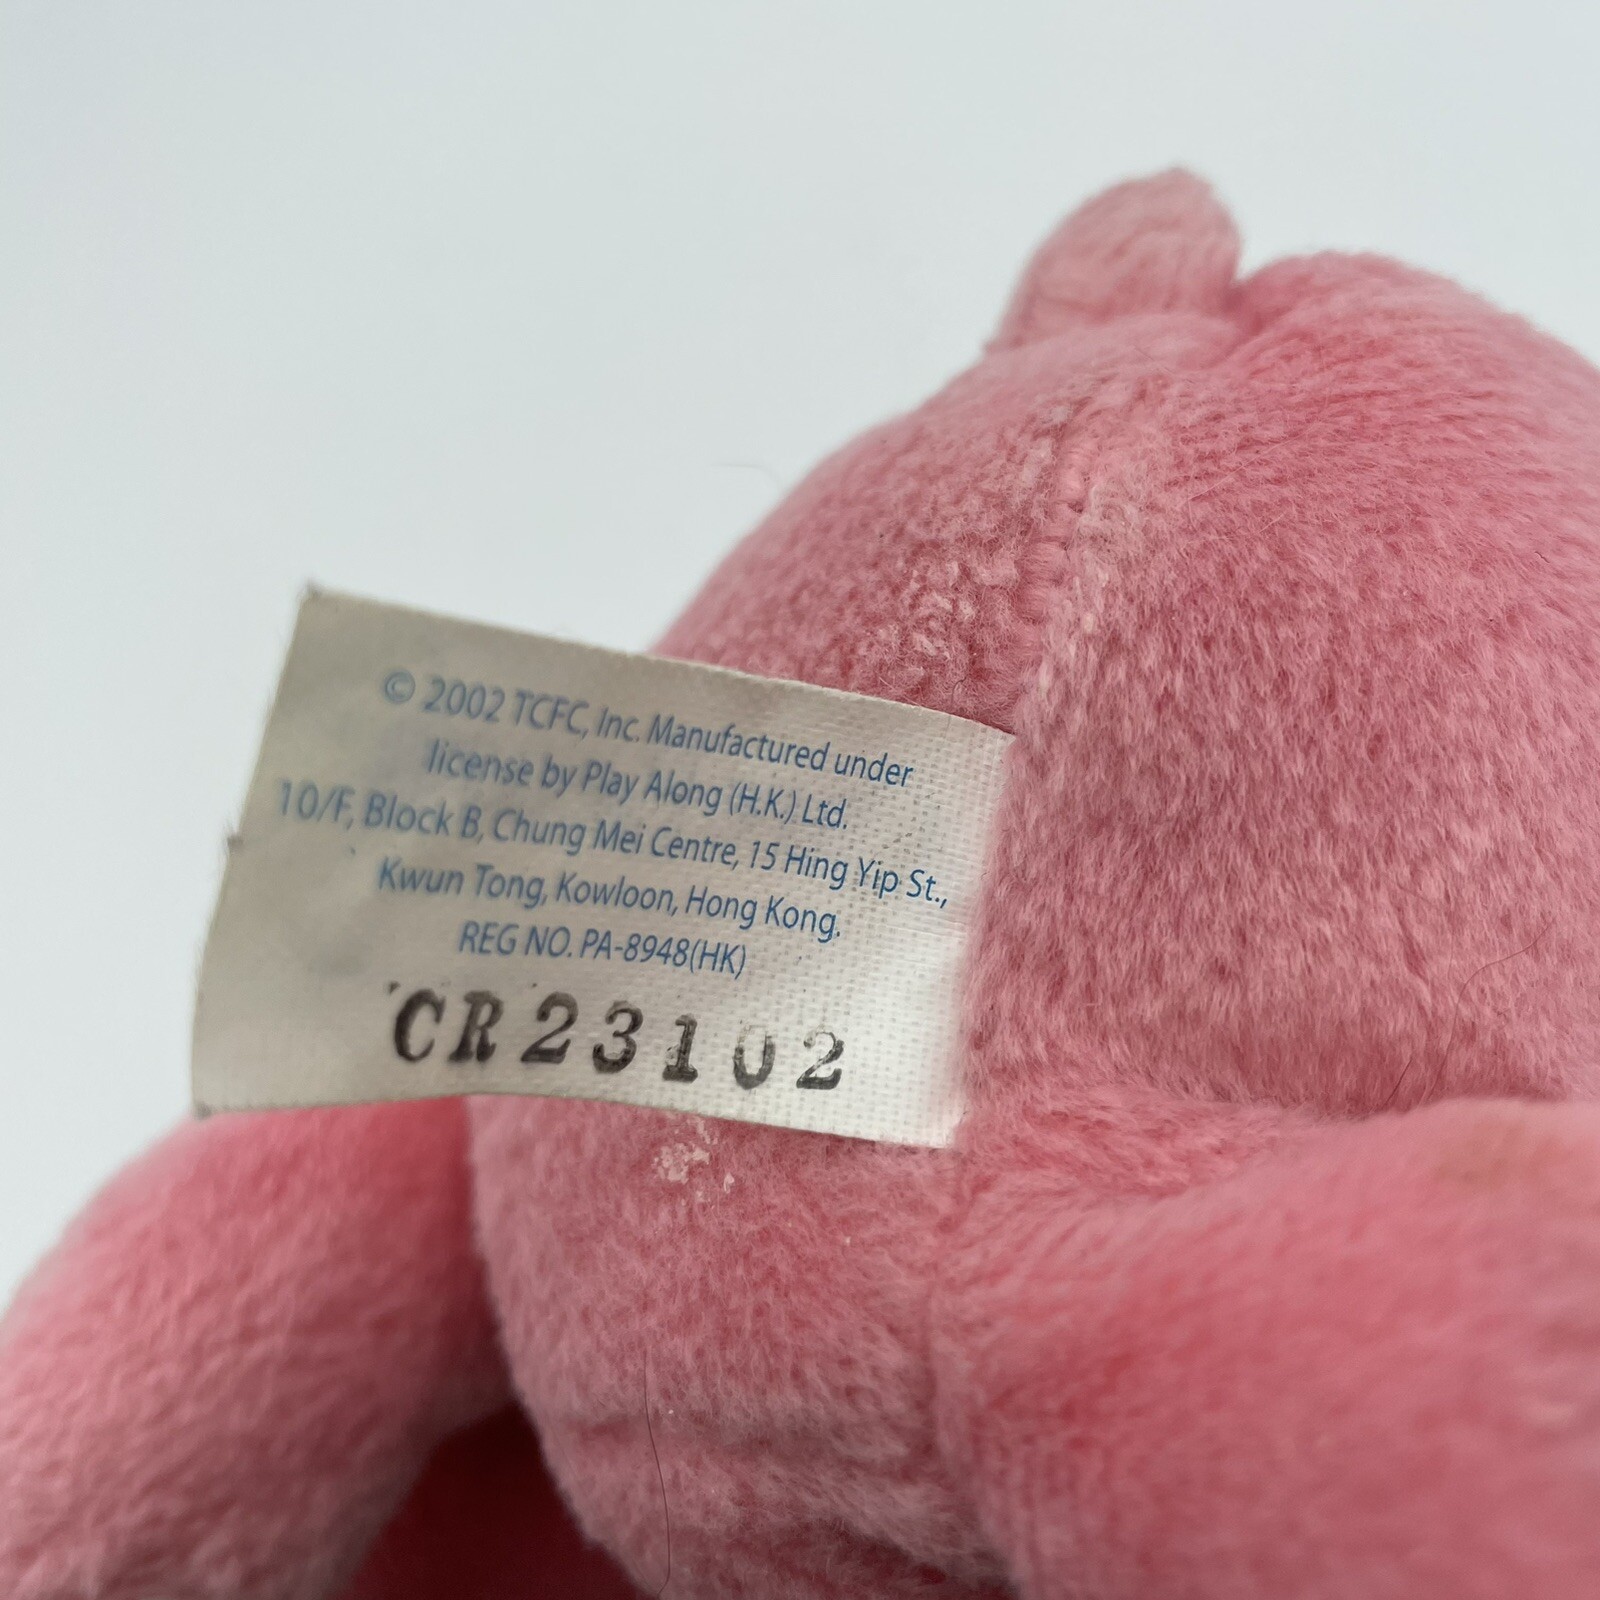 © 2002 TCFC, Inc. Manufactured under
license by Play Along (H.K.) Ltd.
10/F, Block B, Chung Mei Centre, 15 Hing Yip St.,
Kwun Tong, Kowloon, Hong Kong.
REG NO. PA-8948(HK)
CR23102